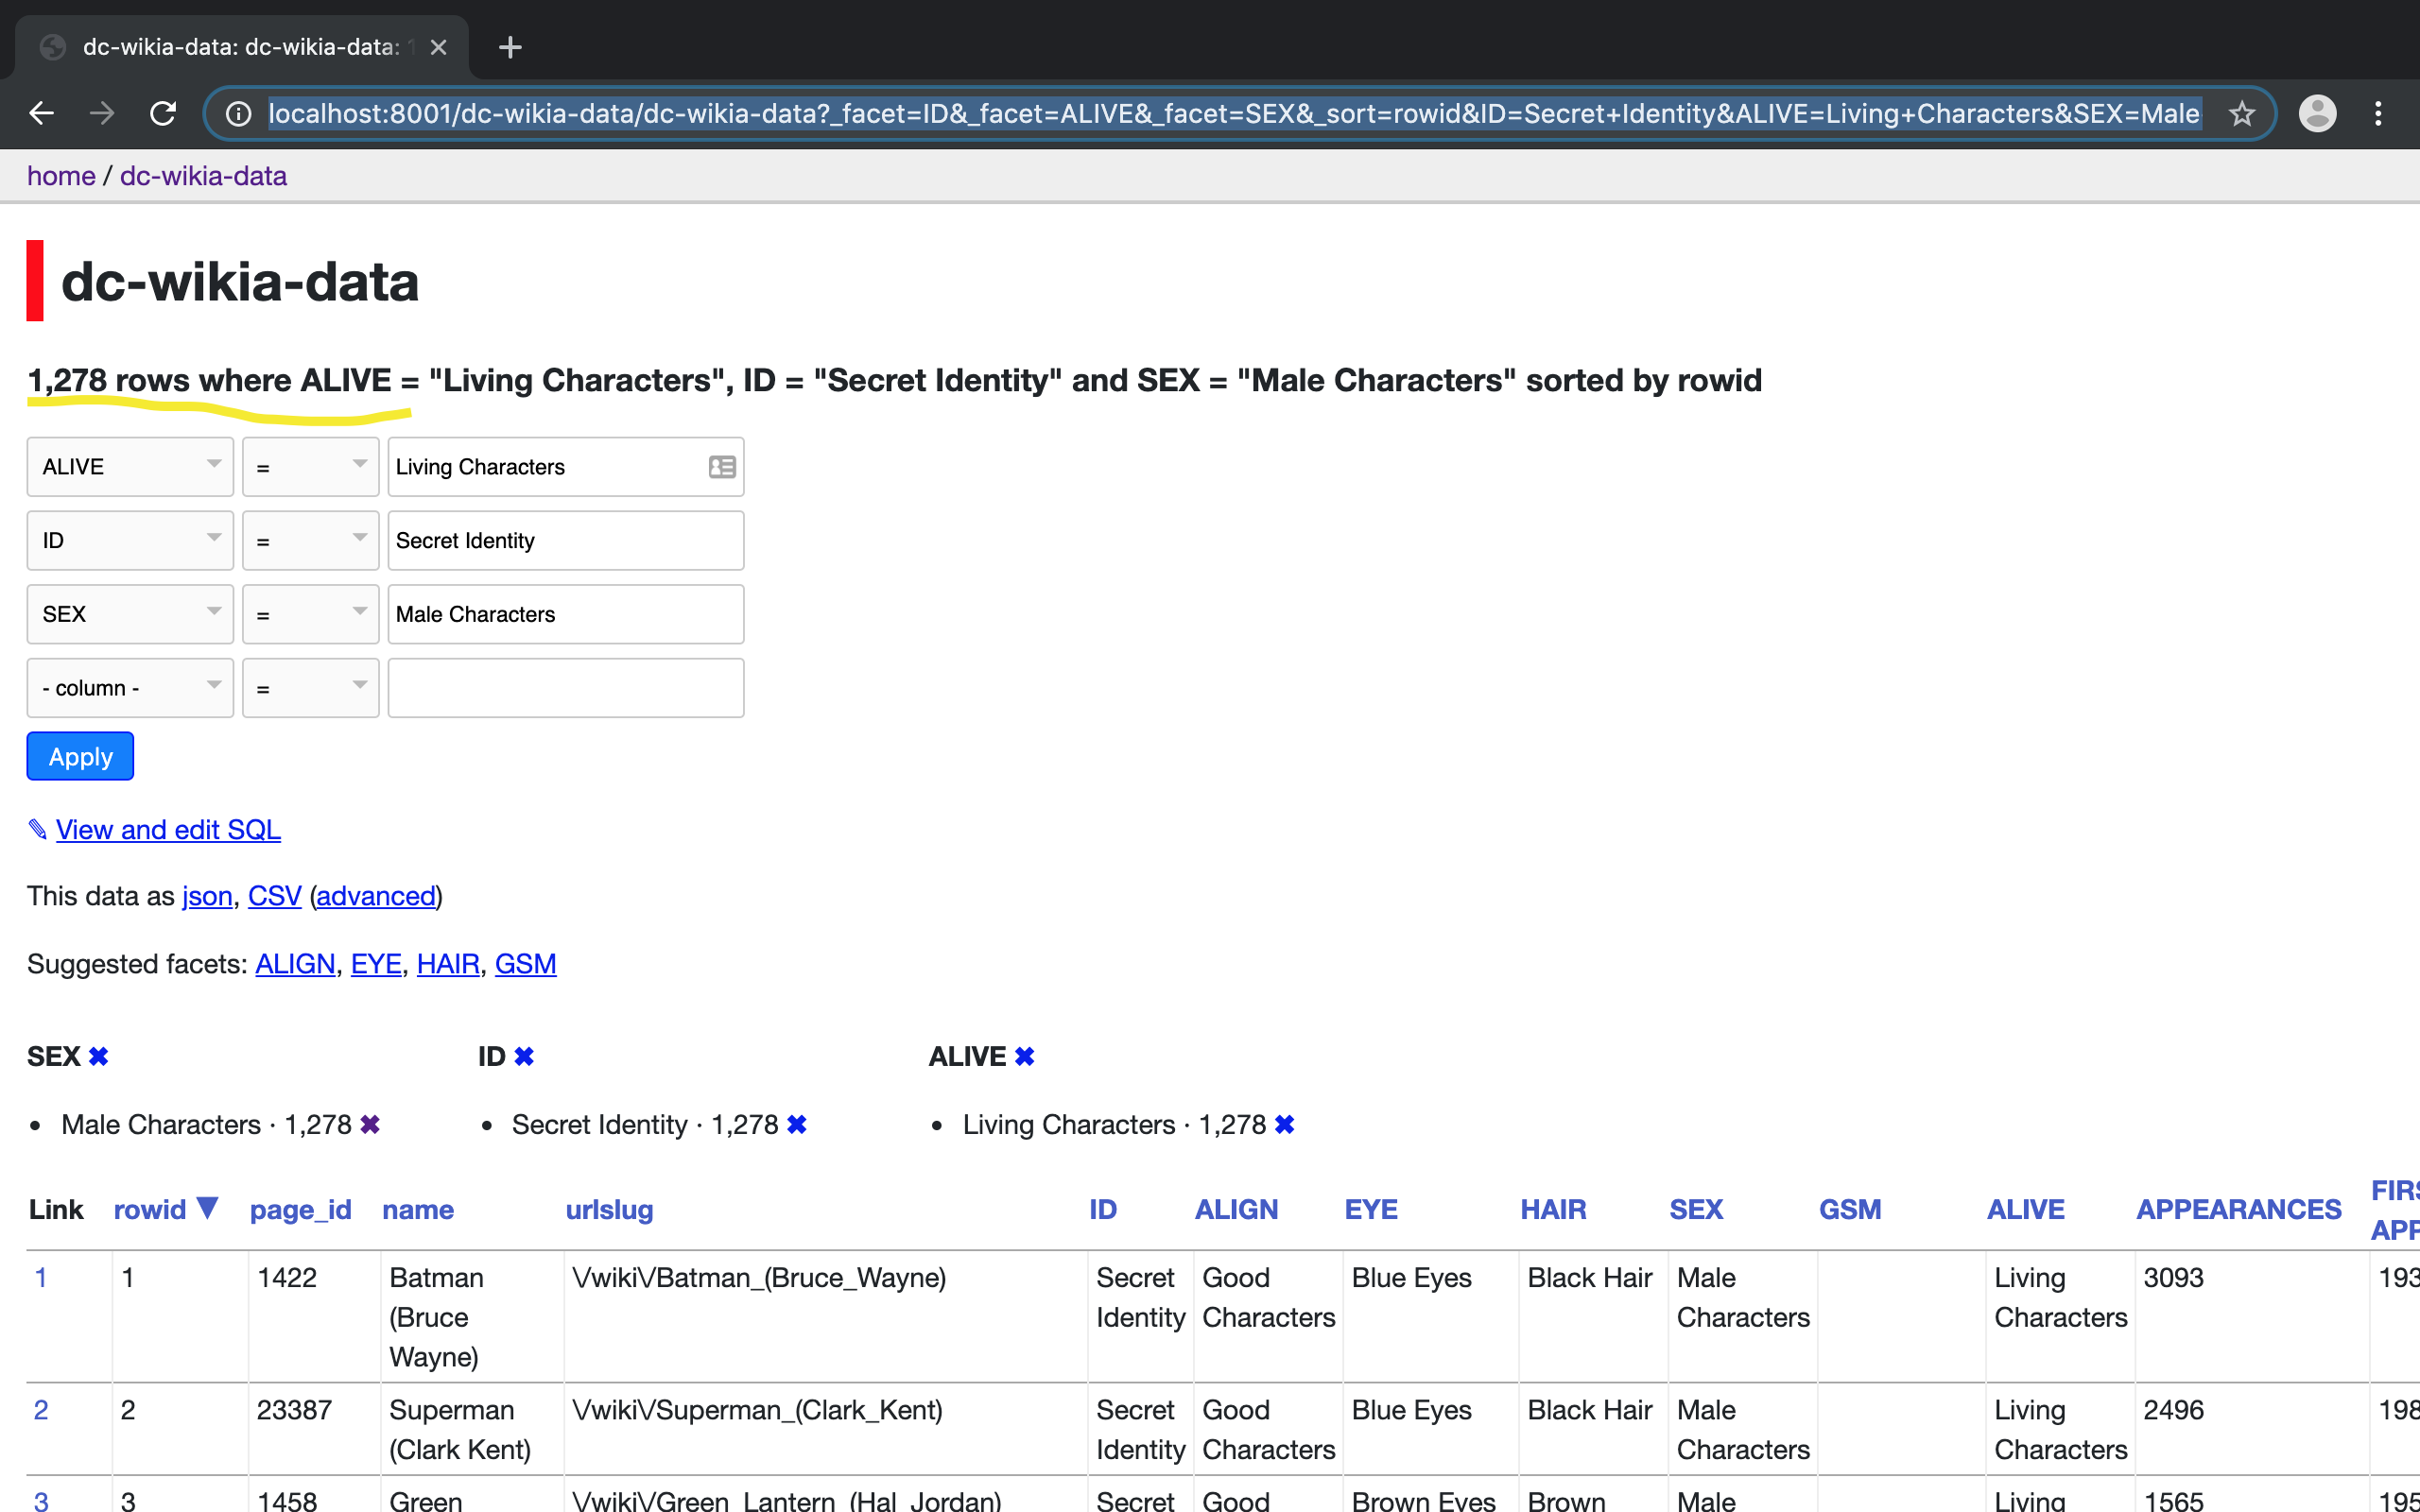 dc-wikia-data: dc-wikia-data: 1
localhost:8001/dc-wikia-data/dc-wikia-data?_facet=ID&_facet=ALIVE&_facet=SEX&_sort=rowid&ID=Secret+Identity&ALIVE=Living+Characters&SEX=Male
home / dc-wikia-data
dc-wikia-data
1,278 rows where ALIVE = "Living Characters", ID = "Secret Identity" and SEX = "Male Characters" sorted by rowid
ALIVE = Living Characters
ID = Secret Identity
SEX = Male Characters
- column - =
Apply
✎ View and edit SQL
This data as json, CSV (advanced)
Suggested facets: ALIGN, EYE, HAIR, GSM
SEX ✖ ID ✖ ALIVE ✖
• Male Characters · 1,278 ✖ • Secret Identity · 1,278 ✖ • Living Characters · 1,278 ✖
Link rowid ▼ page_id name urlslug ID ALIGN EYE HAIR SEX GSM ALIVE APPEARANCES
1 1 1422 Batman \/wiki\/Batman_(Bruce_Wayne) Secret Good Blue Eyes Black Hair Male Living 3093 193
(Bruce Identity Characters Characters Characters
Wayne)
2 2 23387 Superman \/wiki\/Superman_(Clark_Kent) Secret Good Blue Eyes Black Hair Male Living 2496 198
(Clark Kent) Identity Characters Characters Characters
3 3 1458 Green \/wiki\/Green_Lantern_(Hal_Jordan) Secret Good Brown Eyes Brown Male Living 1565 195